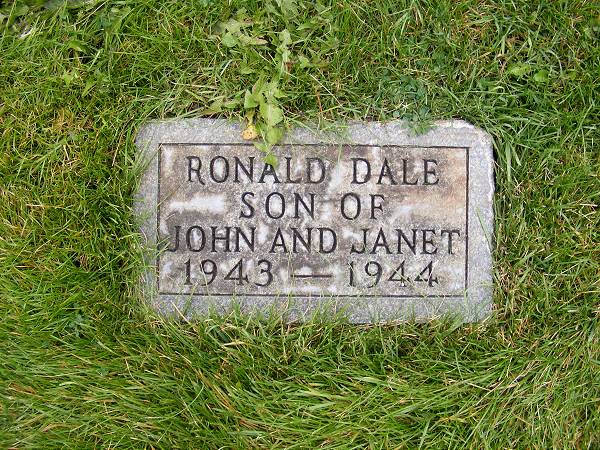 RONALD DALE
SON OF
JOHN AND JANET
1943 — 1944